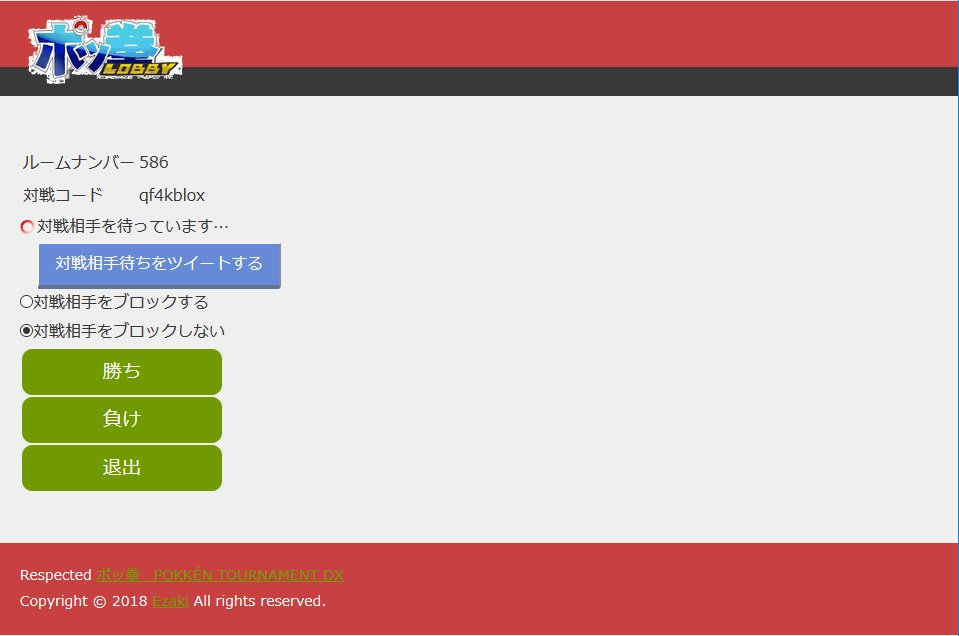 ポッ拳
LOBBY
ルームナンバー 586
対戦コード qf4kblox
対戦相手を待っています…
対戦相手待ちをツイートする
対戦相手をブロックする
対戦相手をブロックしない
勝ち
負け
退出
Respected ポッ拳　POKKÉN TOURNAMENT DX
Copyright © 2018 Ezaki All rights reserved.